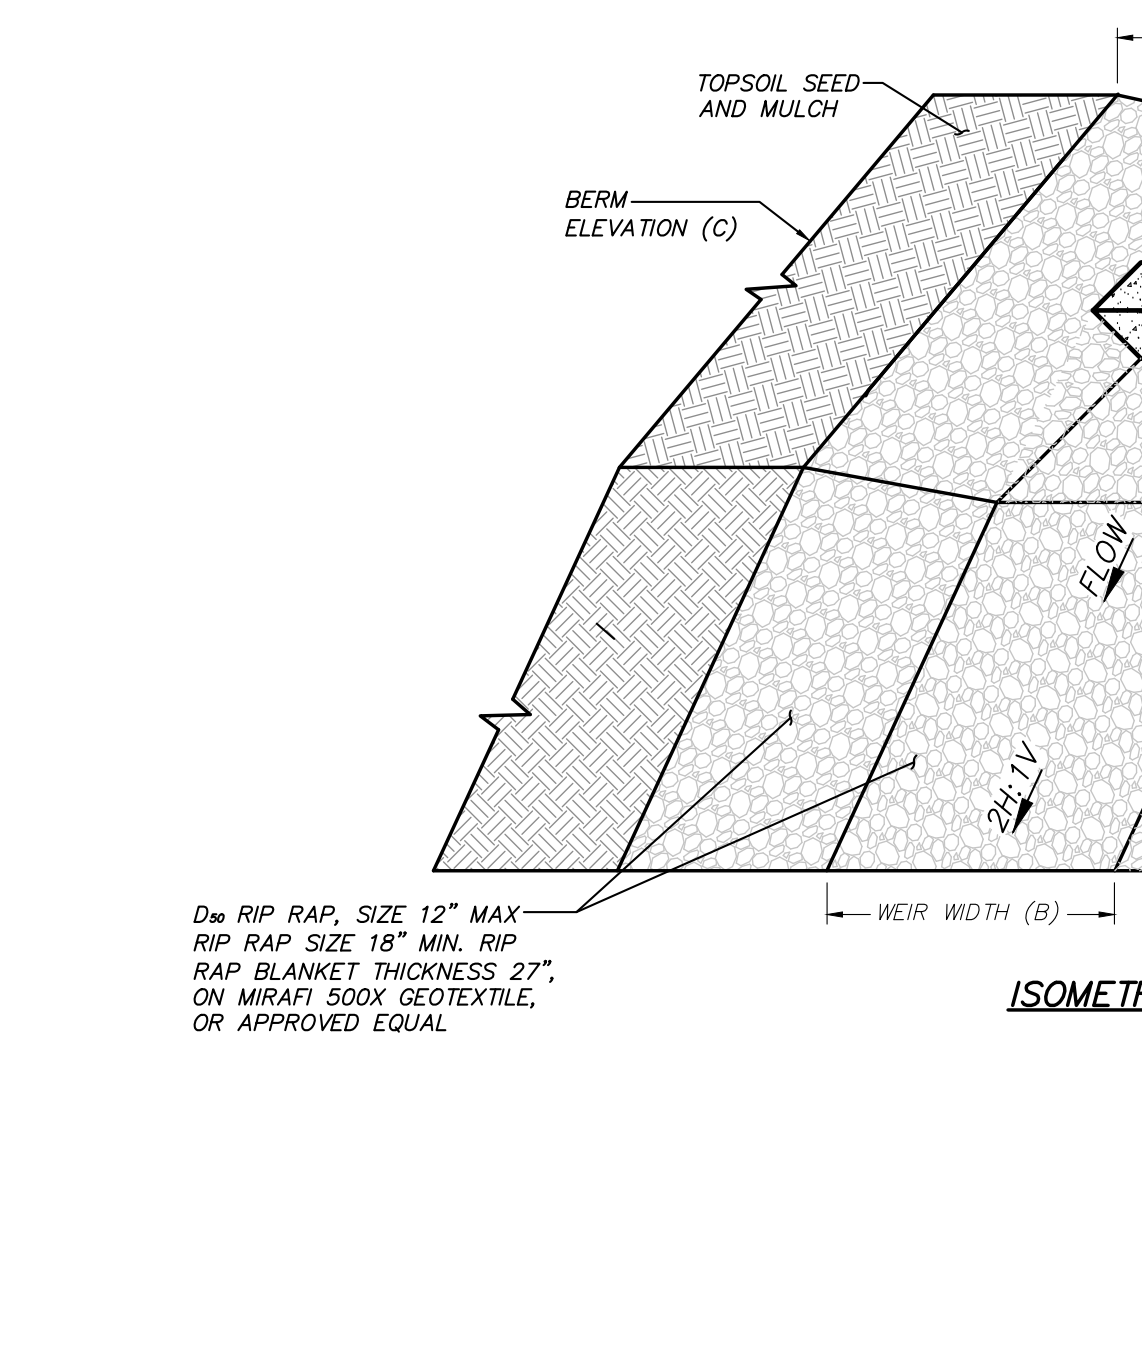 TOPSOIL SEED
AND MULCH
BERM
ELEVATION (C)
FLOW
2H:1V
D50 RIP RAP, SIZE 12" MAX
RIP RAP SIZE 18" MIN. RIP
RAP BLANKET THICKNESS 27",
ON MIRAFI 500X GEOTEXTILE,
OR APPROVED EQUAL
WEIR WIDTH (B)